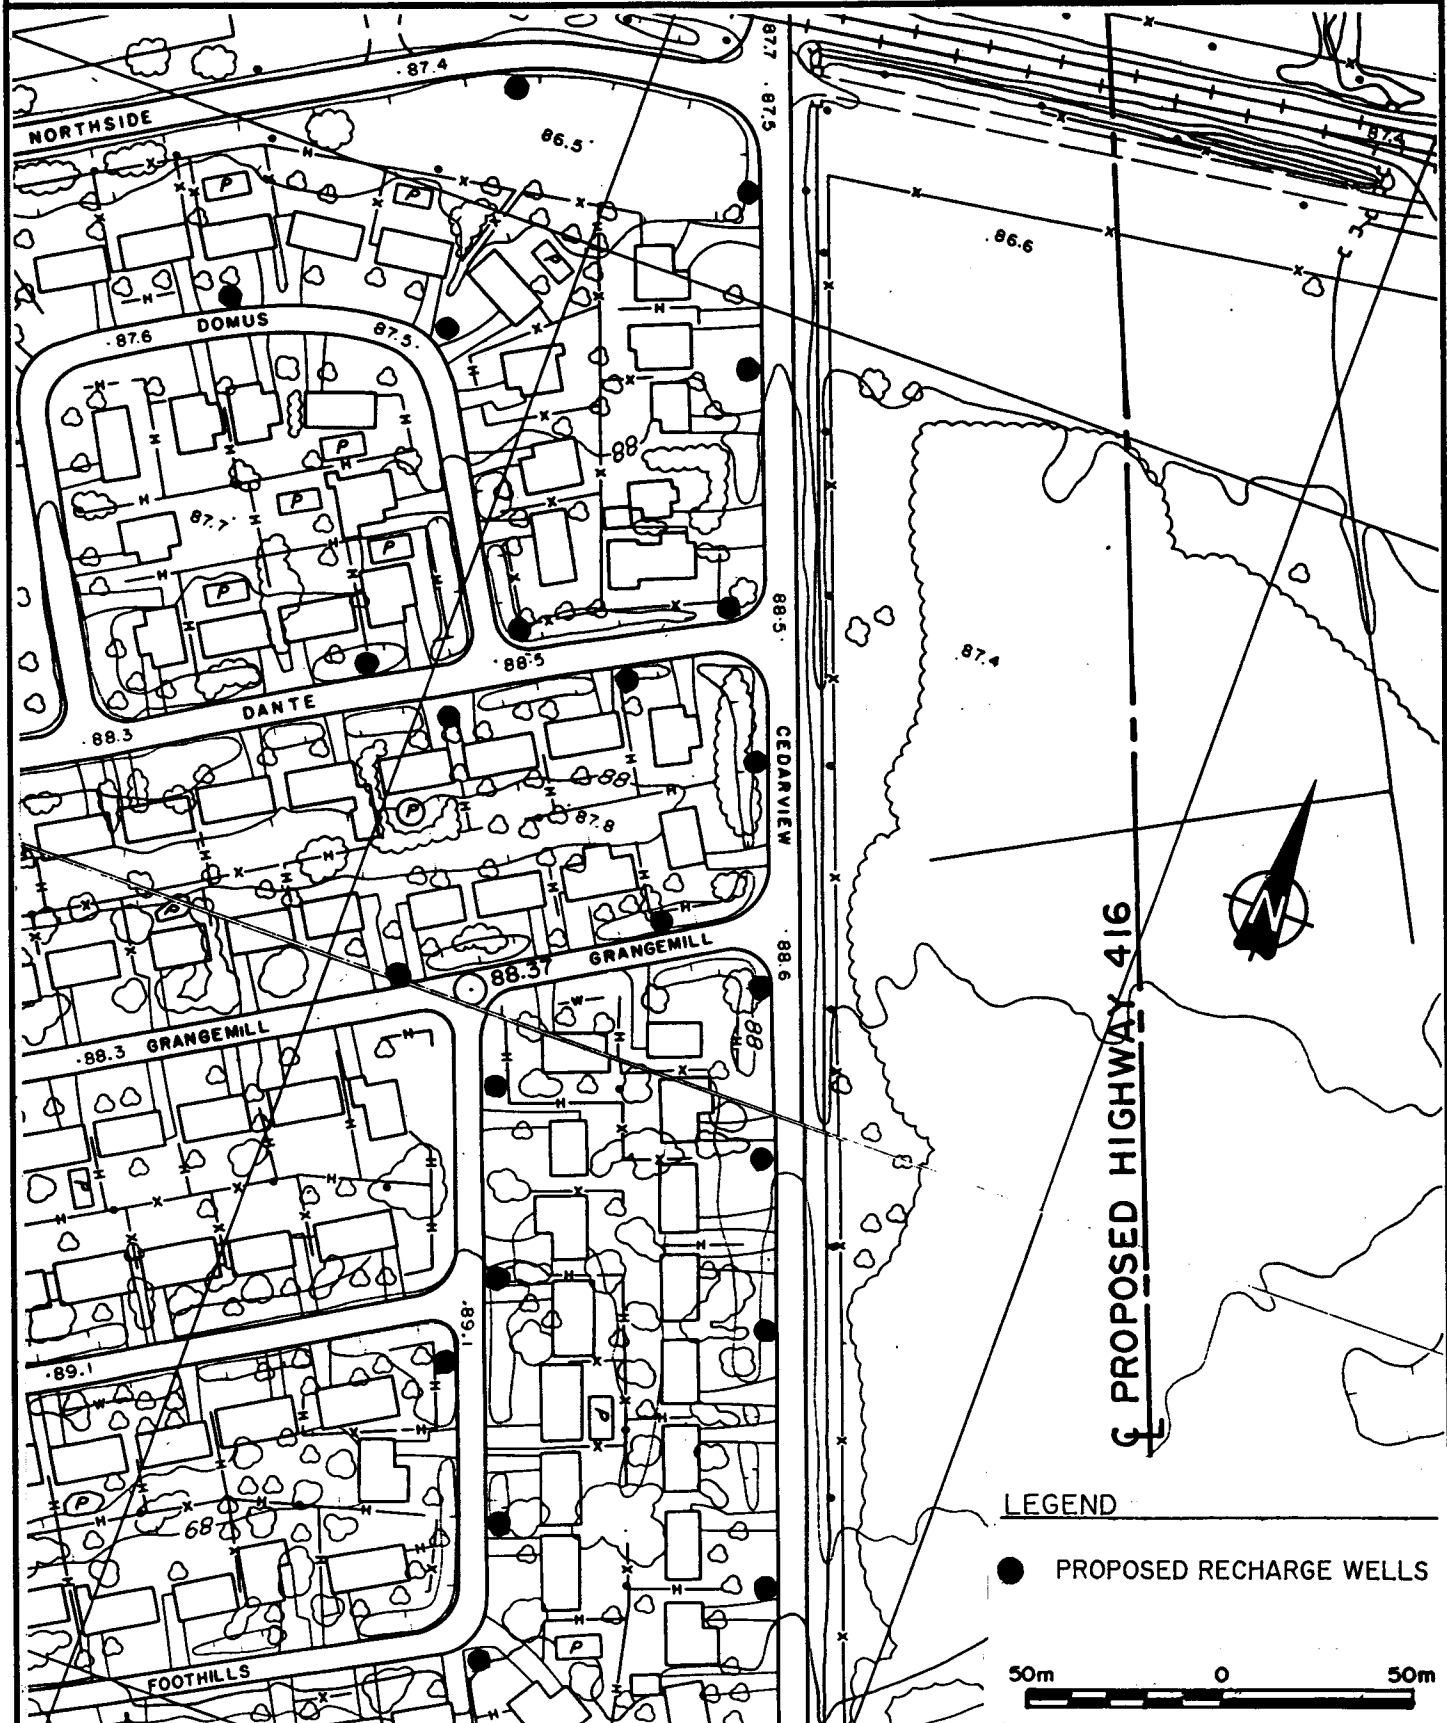 87.7
87.5
.87.4
87.4
NORTHSIDE
86.5
P
P
.86.6
P
DOMUS
.87.6
87.5.
88
P
P
87.7
P
P
88.5.
.88.5
.87.4
DANTE
.88.3
CEDARVIEW
88
P
87.8
P
N
GRANGEMILL
.88.6
88.37
.88.3 GRANGEMILL
88
P
℄ PROPOSED HIGHWAY 416
.89.1
.89.1
P
P
68
LEGEND
● PROPOSED RECHARGE WELLS
P
FOOTHILLS
50m 0 50m